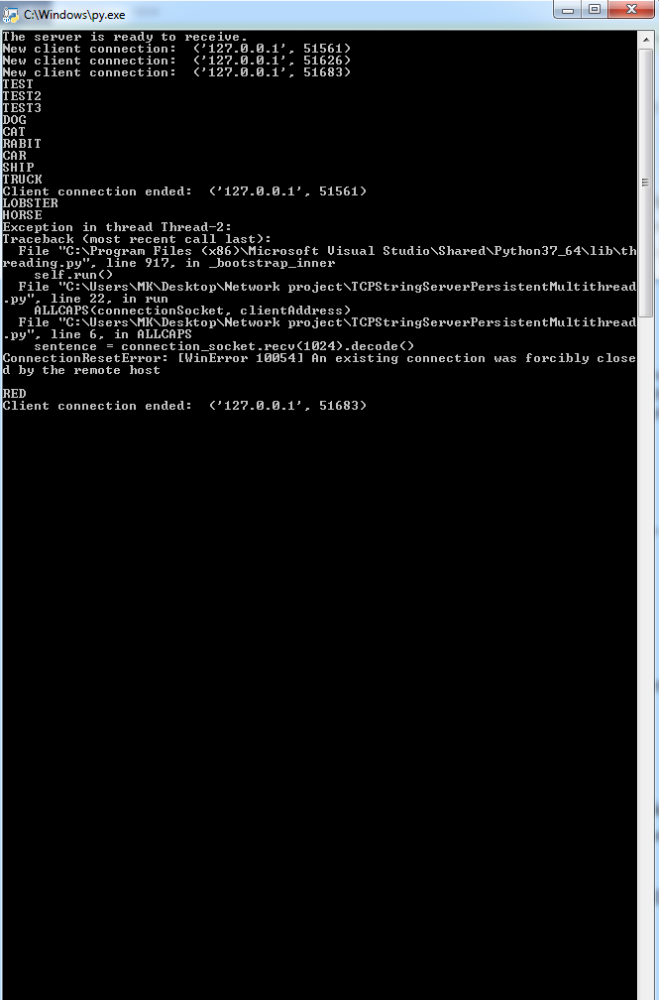 C:\Windows\py.exe
The server is ready to receive.
New client connection:  ('127.0.0.1', 51561)
New client connection:  ('127.0.0.1', 51626)
New client connection:  ('127.0.0.1', 51683)
TEST
TEST2
TEST3
DOG
CAT
RABIT
CAR
SHIP
TRUCK
Client connection ended:  ('127.0.0.1', 51561)
LOBSTER
HORSE
Exception in thread Thread-2:
Traceback (most recent call last):
  File "C:\Program Files (x86)\Microsoft Visual Studio\Shared\Python37_64\lib\th
reading.py", line 917, in _bootstrap_inner
    self.run()
  File "C:\Users\MK\Desktop\Network project\TCPStringServerPersistentMultithread
.py", line 22, in run
    ALLCAPS(connectionSocket, clientAddress)
  File "C:\Users\MK\Desktop\Network project\TCPStringServerPersistentMultithread
.py", line 6, in ALLCAPS
    sentence = connection_socket.recv(1024).decode()
ConnectionResetError: [WinError 10054] An existing connection was forcibly close
d by the remote host
RED
Client connection ended:  ('127.0.0.1', 51683)